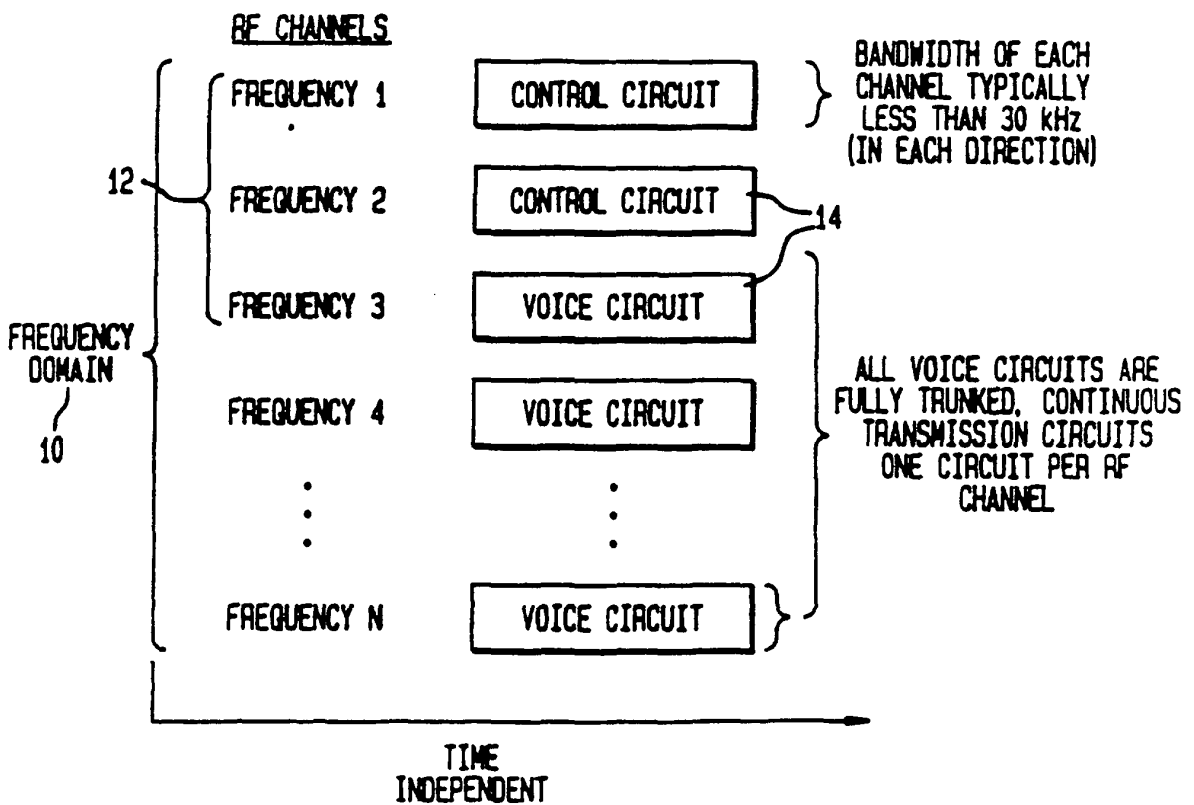 RF CHANNELS
FREQUENCY 1
CONTROL CIRCUIT
BANDWIDTH OF EACH
CHANNEL TYPICALLY
LESS THAN 30 kHz
(IN EACH DIRECTION)
12
FREQUENCY 2
CONTROL CIRCUIT
14
FREQUENCY 3
VOICE CIRCUIT
FREQUENCY
DOMAIN
10
FREQUENCY 4
VOICE CIRCUIT
ALL VOICE CIRCUITS ARE
FULLY TRUNKED, CONTINUOUS
TRANSMISSION CIRCUITS
ONE CIRCUIT PER RF
CHANNEL
FREQUENCY N
VOICE CIRCUIT
TIME
INDEPENDENT